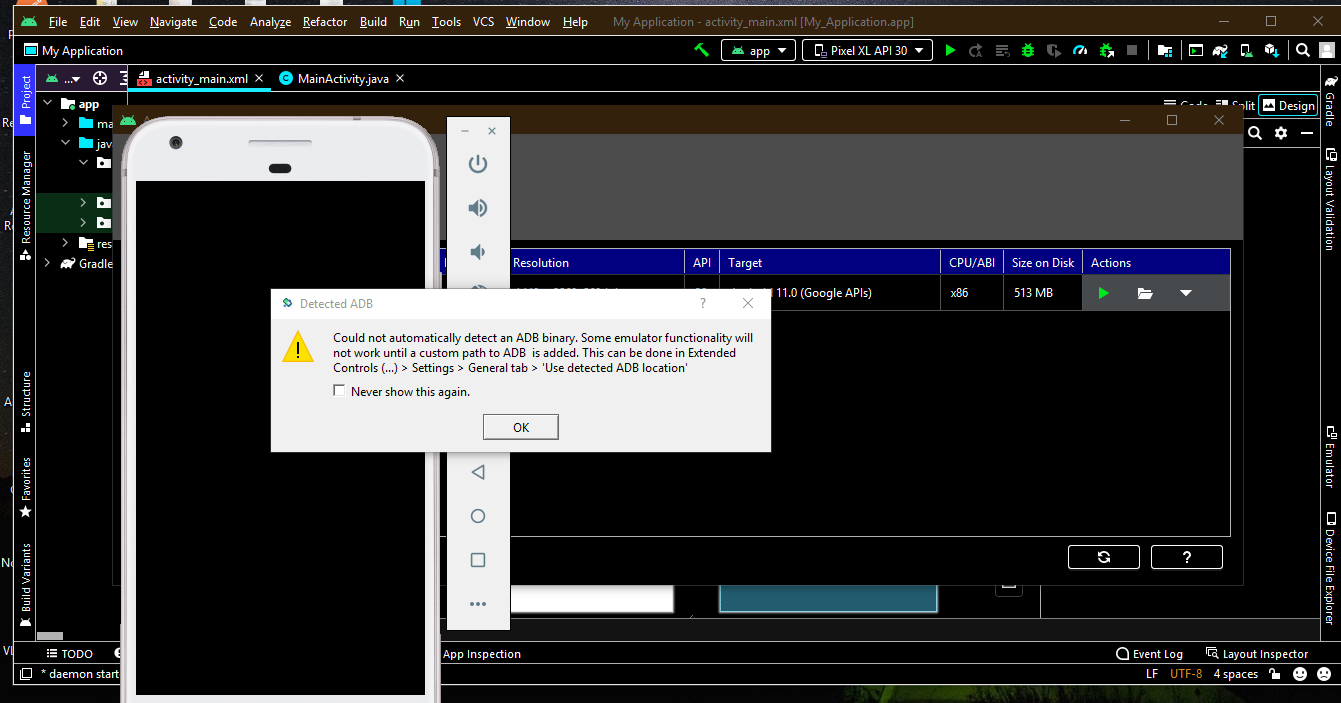 File Edit View Navigate Code Analyze Refactor Build Run Tools VCS Window Help My Application - activity_main.xml [My_Application.app]
My Application
app
Pixel XL API 30
... activity_main.xml
MainActivity.java
Project
Resource Manager
Structure
Favorites
Build Variants
app
ma
jav
res
Gradle
Code
Split
Design
Resolution API Target CPU/ABI Size on Disk Actions
11.0 (Google APIs) x86 513 MB
Detected ADB
?
Could not automatically detect an ADB binary. Some emulator functionality will
not work until a custom path to ADB is added. This can be done in Extended
Controls (...) > Settings > General tab > 'Use detected ADB location'
Never show this again.
OK
?
Gradle
Layout Validation
Emulator
Device File Explorer
TODO
App Inspection
Event Log
Layout Inspector
* daemon start
LF UTF-8 4 spaces